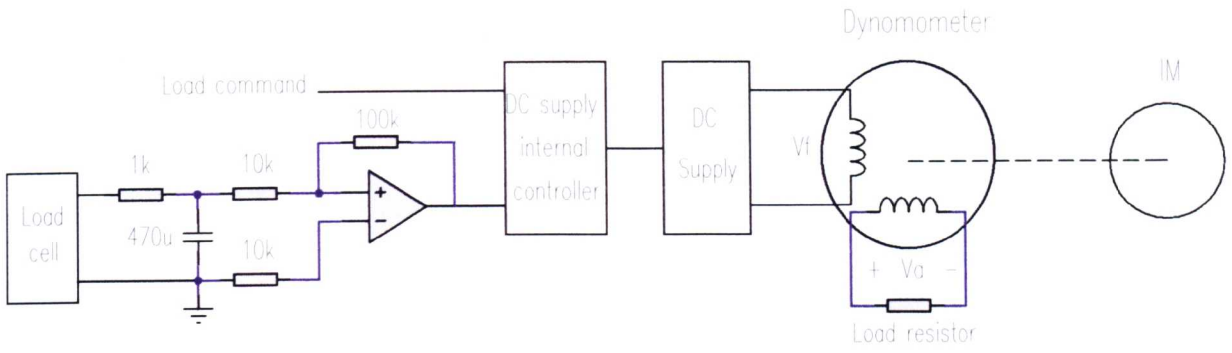 Dynomometer
IM
Load command
DC supply
internal
controller
DC
Supply
Vf
100k
1k
10k
+
-
Load
cell
470u
10k
+ Va -
Load resistor